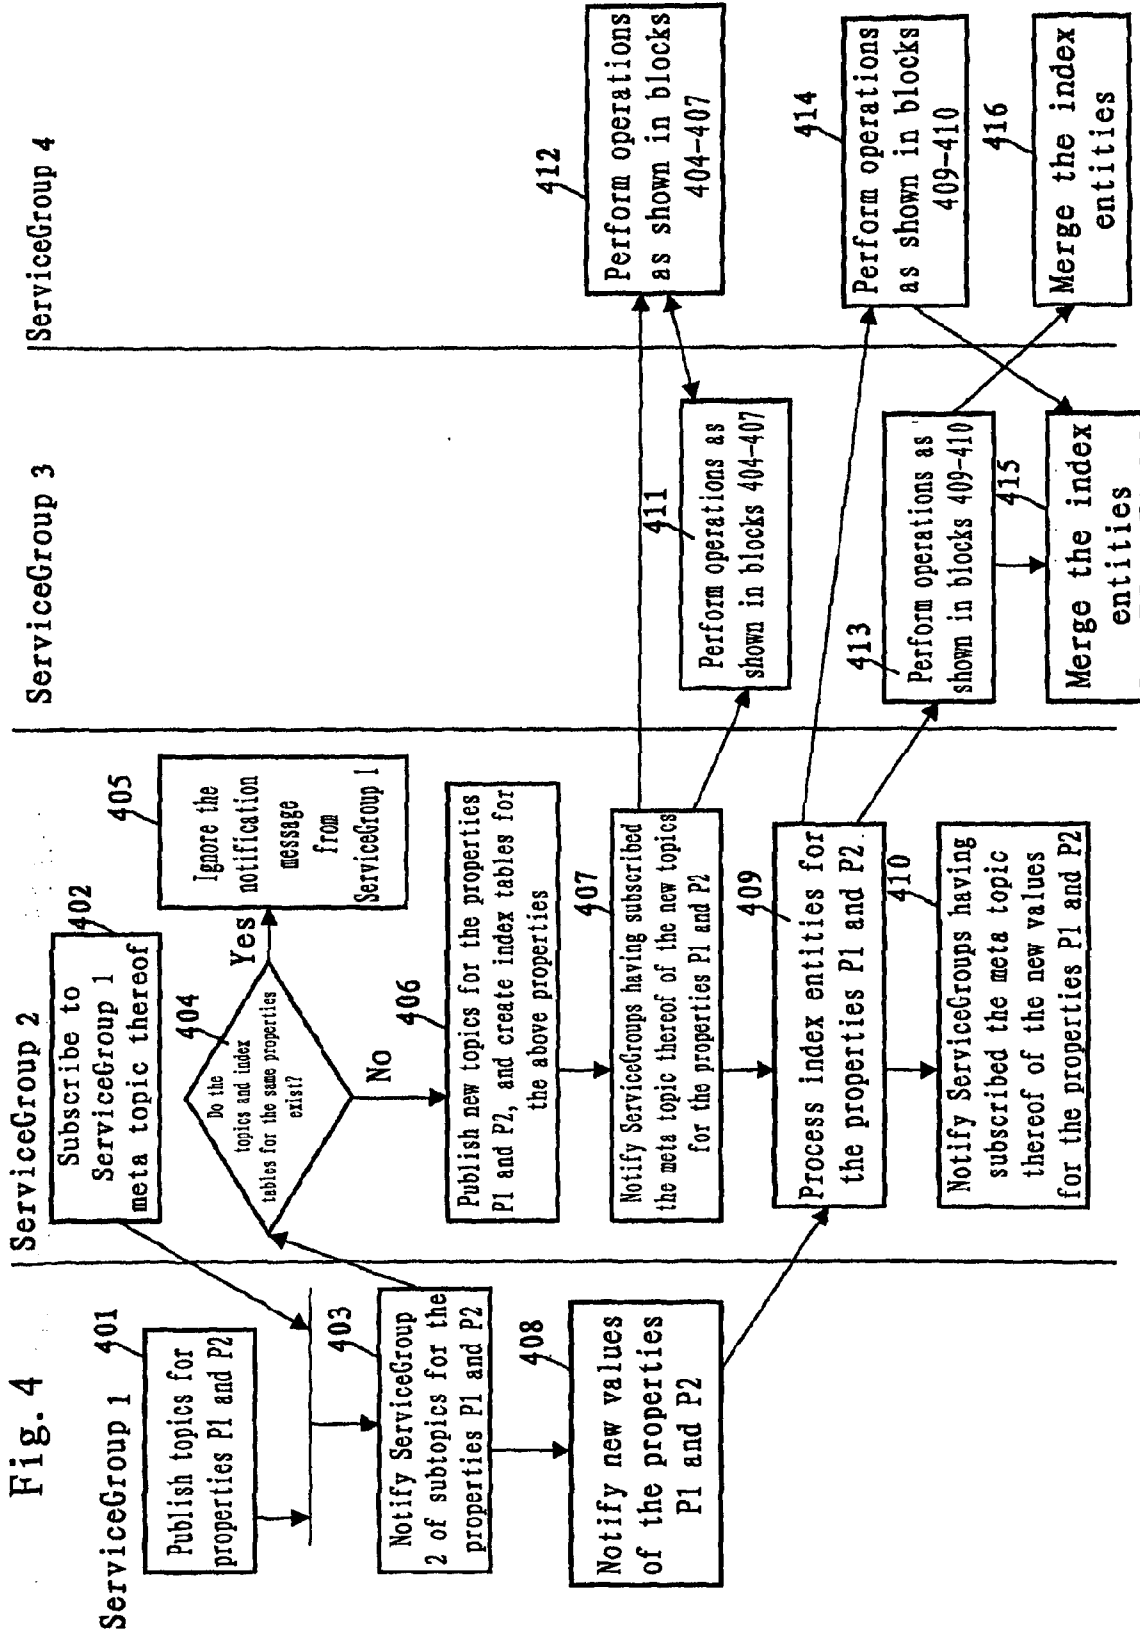 Fig. 4
ServiceGroup 1
401
Publish topics for
properties P1 and P2
403
Notify ServiceGroup
2 of subtopics for the
properties P1 and P2
408
Notify new values
of the properties
P1 and P2
ServiceGroup 2
402
Subscribe to
ServiceGroup 1
meta topic thereof
404
Do the
topics and index
tables for the same properties
exist?
Yes
No
405
Ignore the
notification
message
from
ServiceGroup 1
406
Publish new topics for the properties
P1 and P2, and create index tables for
the above properties
407
Notify ServiceGroups having subscribed
the meta topic thereof of the new topics
for the properties P1 and P2
409
Process index entities for
the properties P1 and P2
410
Notify ServiceGroups having
subscribed the meta topic
thereof of the new values
for the properties P1 and P2
ServiceGroup 3
411
Perform operations as
shown in blocks 404-407
413
Perform operations as
shown in blocks 409-410
415
Merge the index
entities
ServiceGroup 4
412
Perform operations
as shown in blocks
404-407
414
Perform operations
as shown in blocks
409-410
416
Merge the index
entities